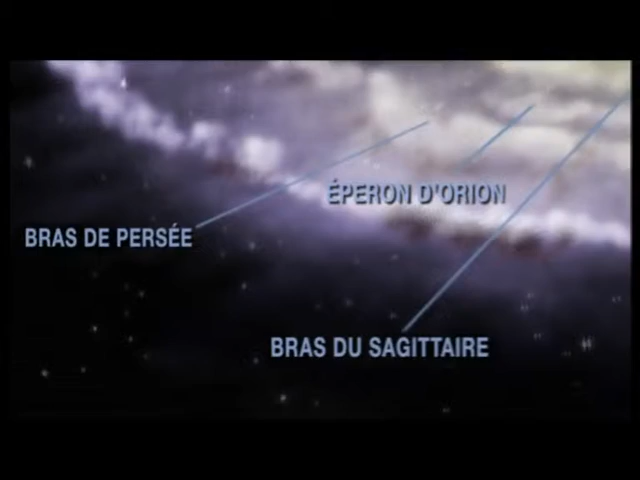 ÉPERON D'ORION
BRAS DE PERSÉE
BRAS DU SAGITTAIRE